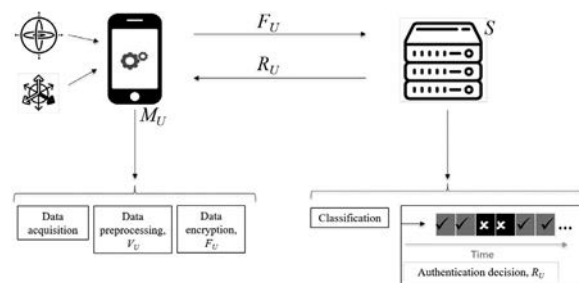 F_U
S
R_U
M_U
Data
acquisition
Data
preprocessing,
V_U
Data
encryption,
F_U
Classification
...
Time
Authentication decision, R_U